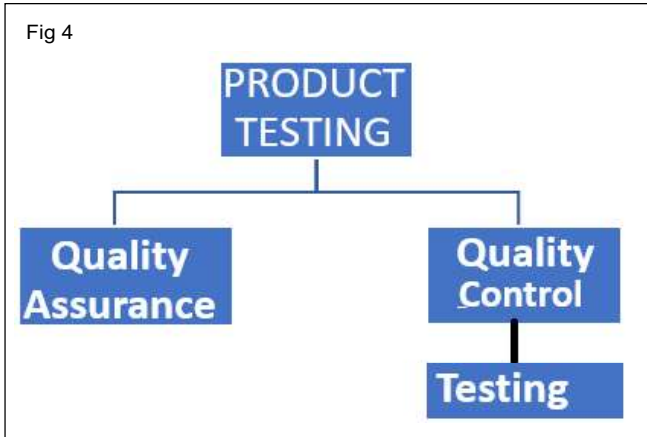 Fig 4
PRODUCT
TESTING
Quality
Assurance
Quality
Control
Testing